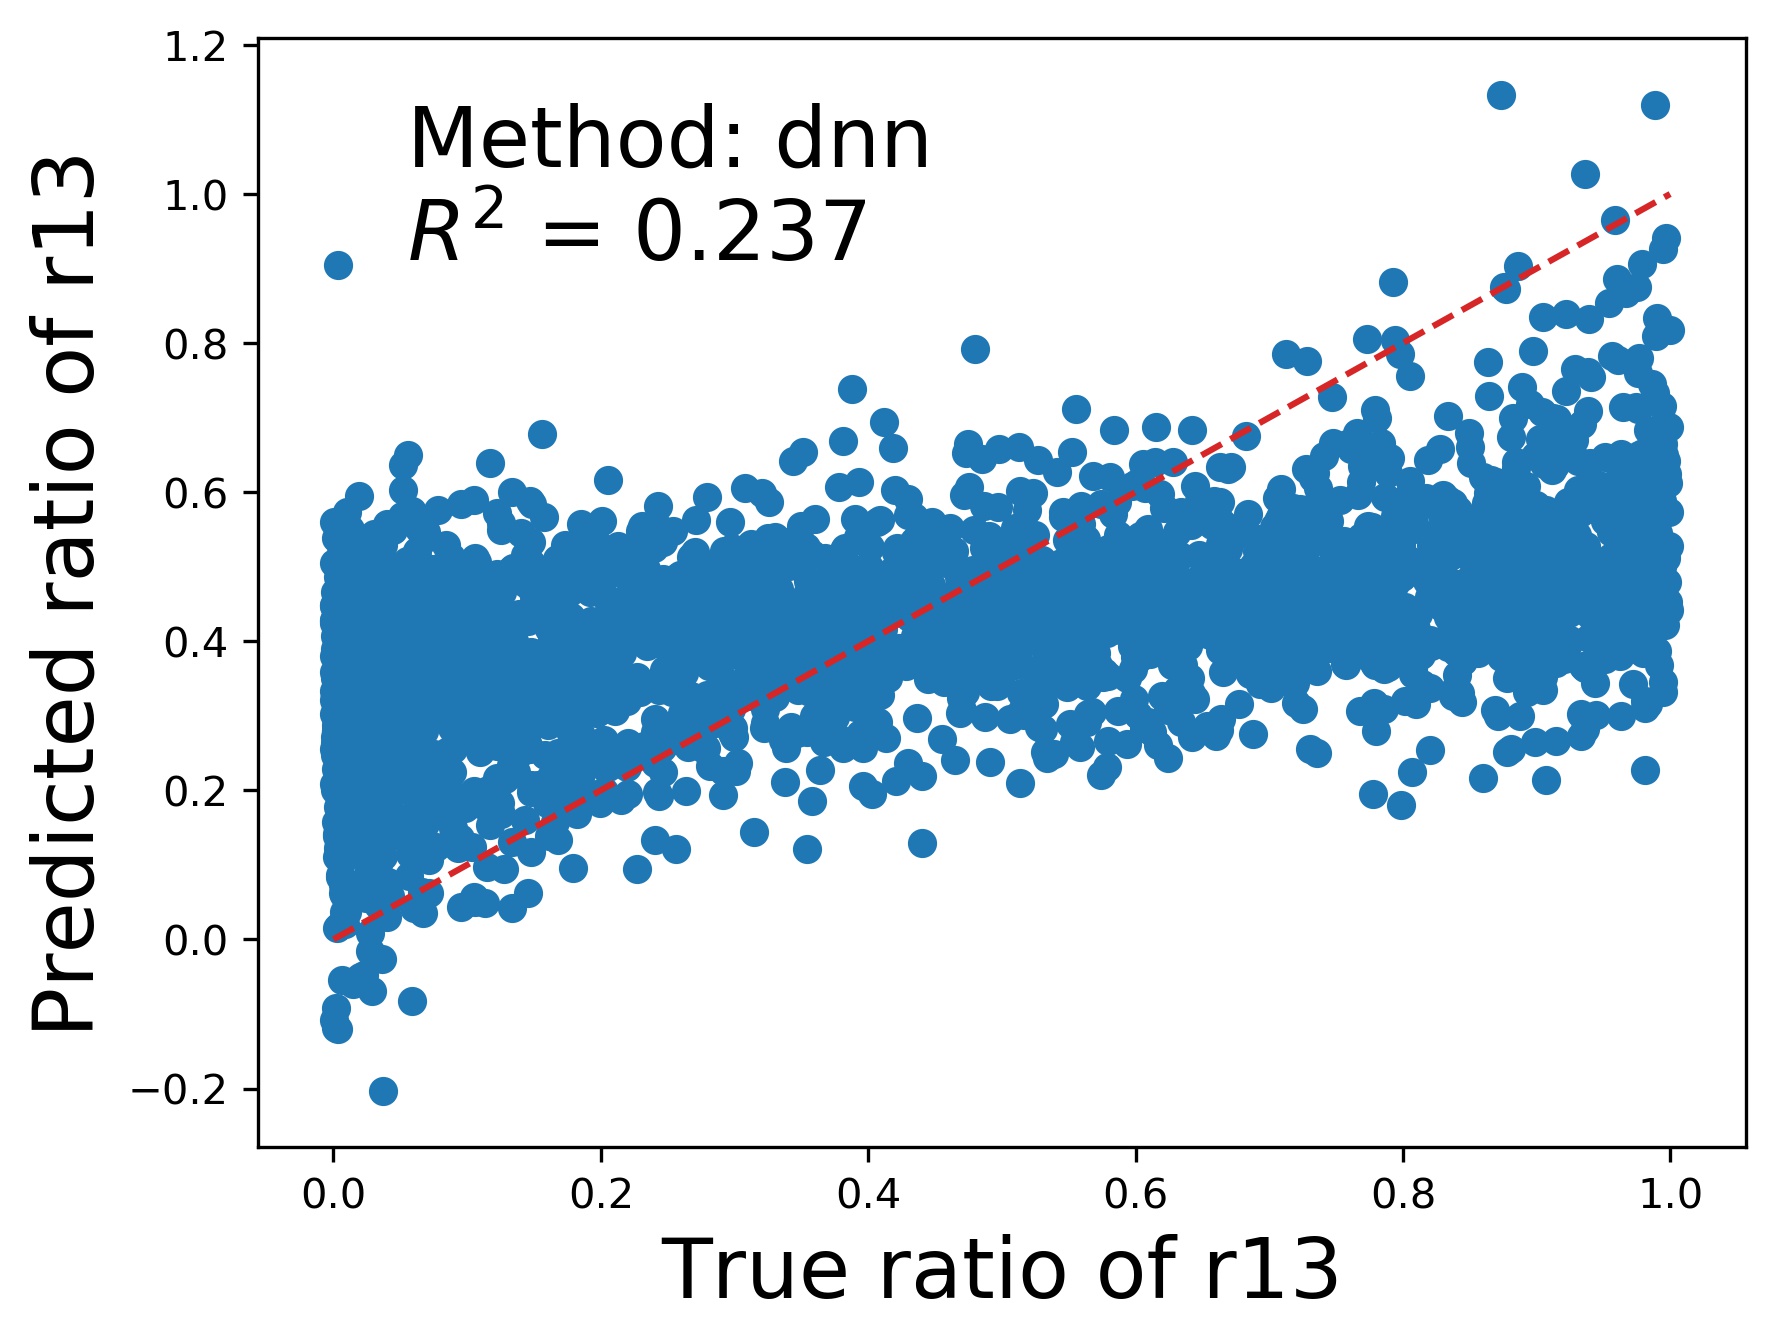 Method: dnn
R² = 0.237
Predicted ratio of r13
1.2
1.0
0.8
0.6
0.4
0.2
0.0
−0.2
0.0 0.2 0.4 0.6 0.8 1.0
True ratio of r13